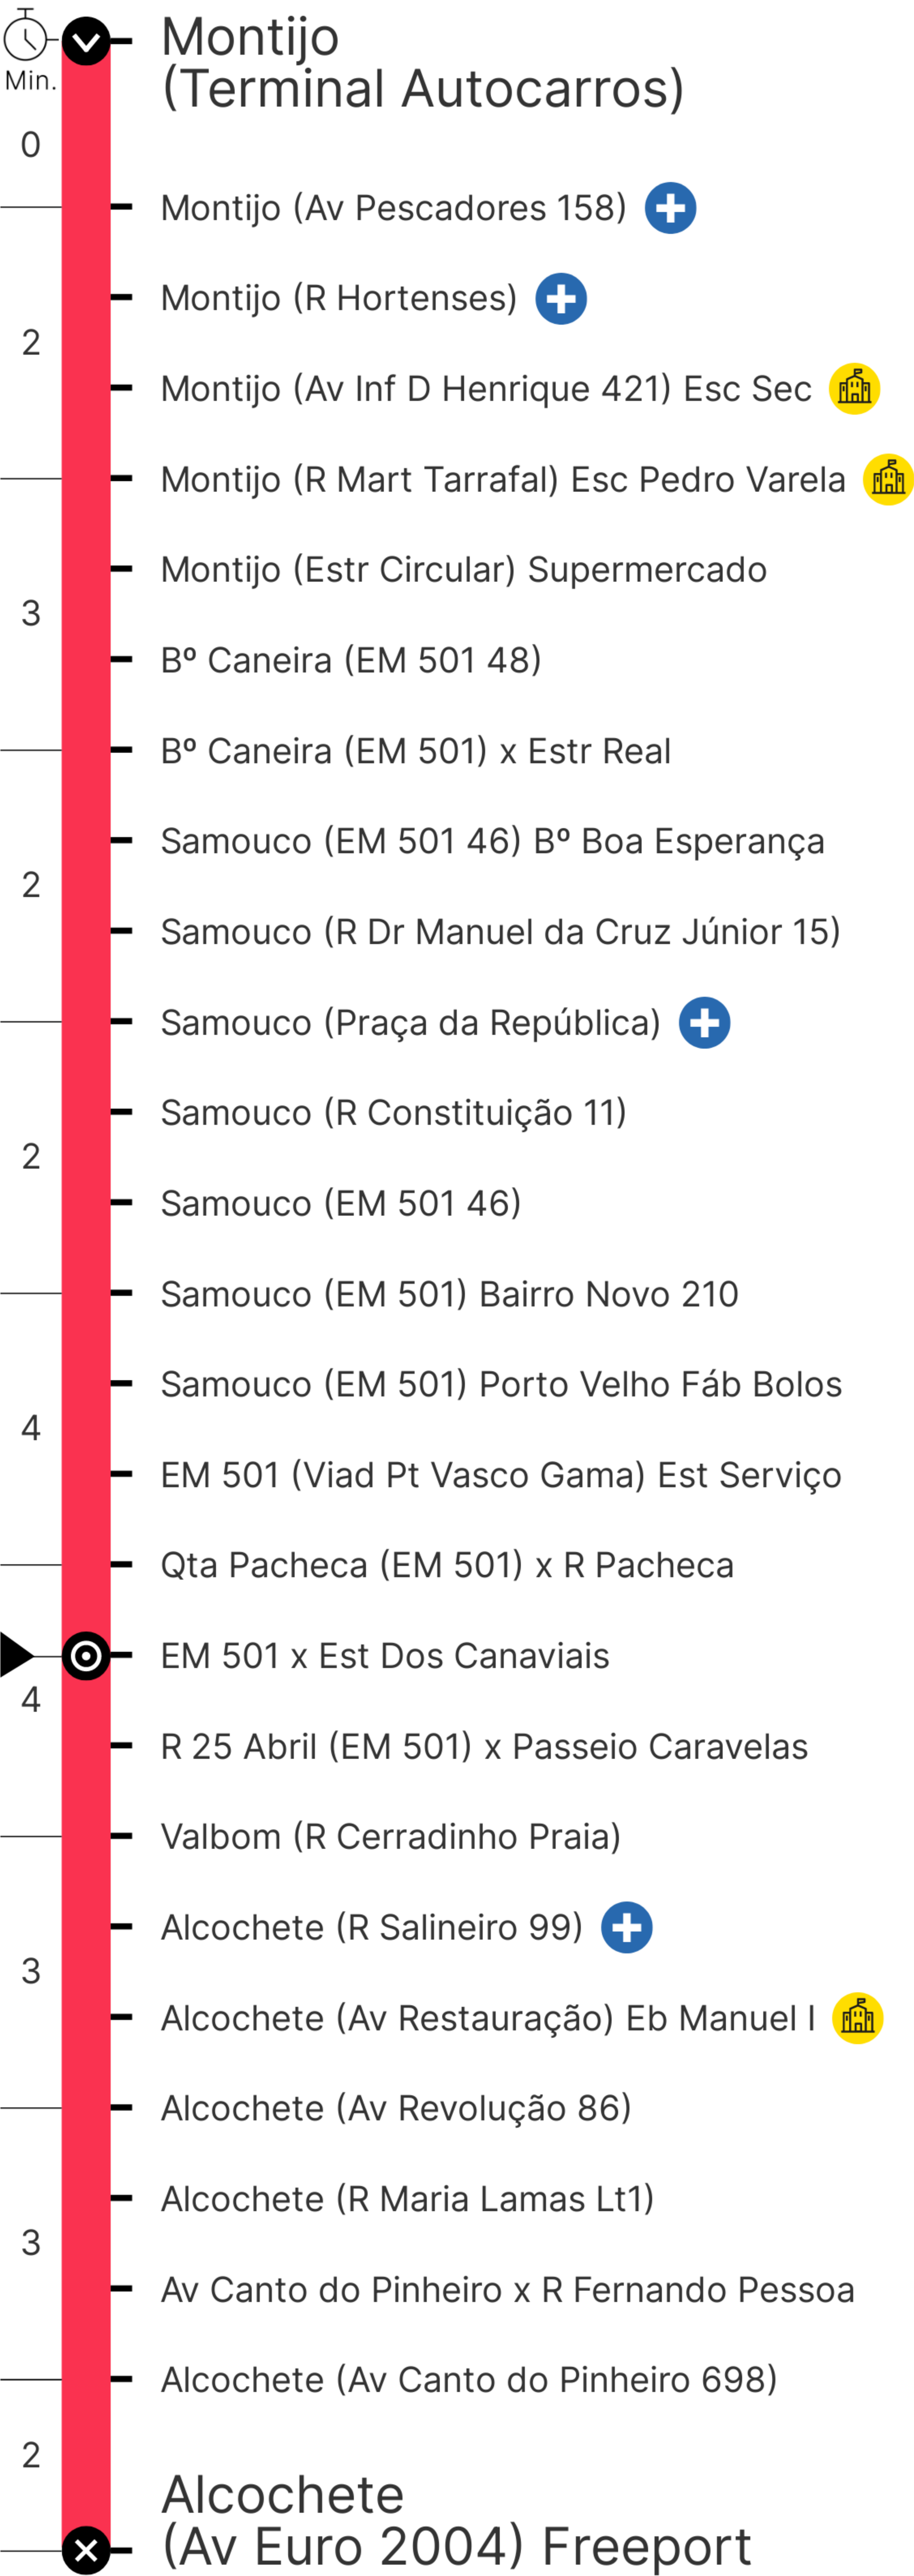 Montijo
(Terminal Autocarros)
Min.
0
Montijo (Av Pescadores 158)
Montijo (R Hortenses)
2
Montijo (Av Inf D Henrique 421) Esc Sec
Montijo (R Mart Tarrafal) Esc Pedro Varela
Montijo (Estr Circular) Supermercado
3
Bº Caneira (EM 501 48)
Bº Caneira (EM 501) x Estr Real
Samouco (EM 501 46) Bº Boa Esperança
2
Samouco (R Dr Manuel da Cruz Júnior 15)
Samouco (Praça da República)
Samouco (R Constituição 11)
2
Samouco (EM 501 46)
Samouco (EM 501) Bairro Novo 210
Samouco (EM 501) Porto Velho Fáb Bolos
4
EM 501 (Viad Pt Vasco Gama) Est Serviço
Qta Pacheca (EM 501) x R Pacheca
EM 501 x Est Dos Canaviais
4
R 25 Abril (EM 501) x Passeio Caravelas
Valbom (R Cerradinho Praia)
Alcochete (R Salineiro 99)
3
Alcochete (Av Restauração) Eb Manuel I
Alcochete (Av Revolução 86)
Alcochete (R Maria Lamas Lt1)
3
Av Canto do Pinheiro x R Fernando Pessoa
Alcochete (Av Canto do Pinheiro 698)
2
Alcochete
(Av Euro 2004) Freeport